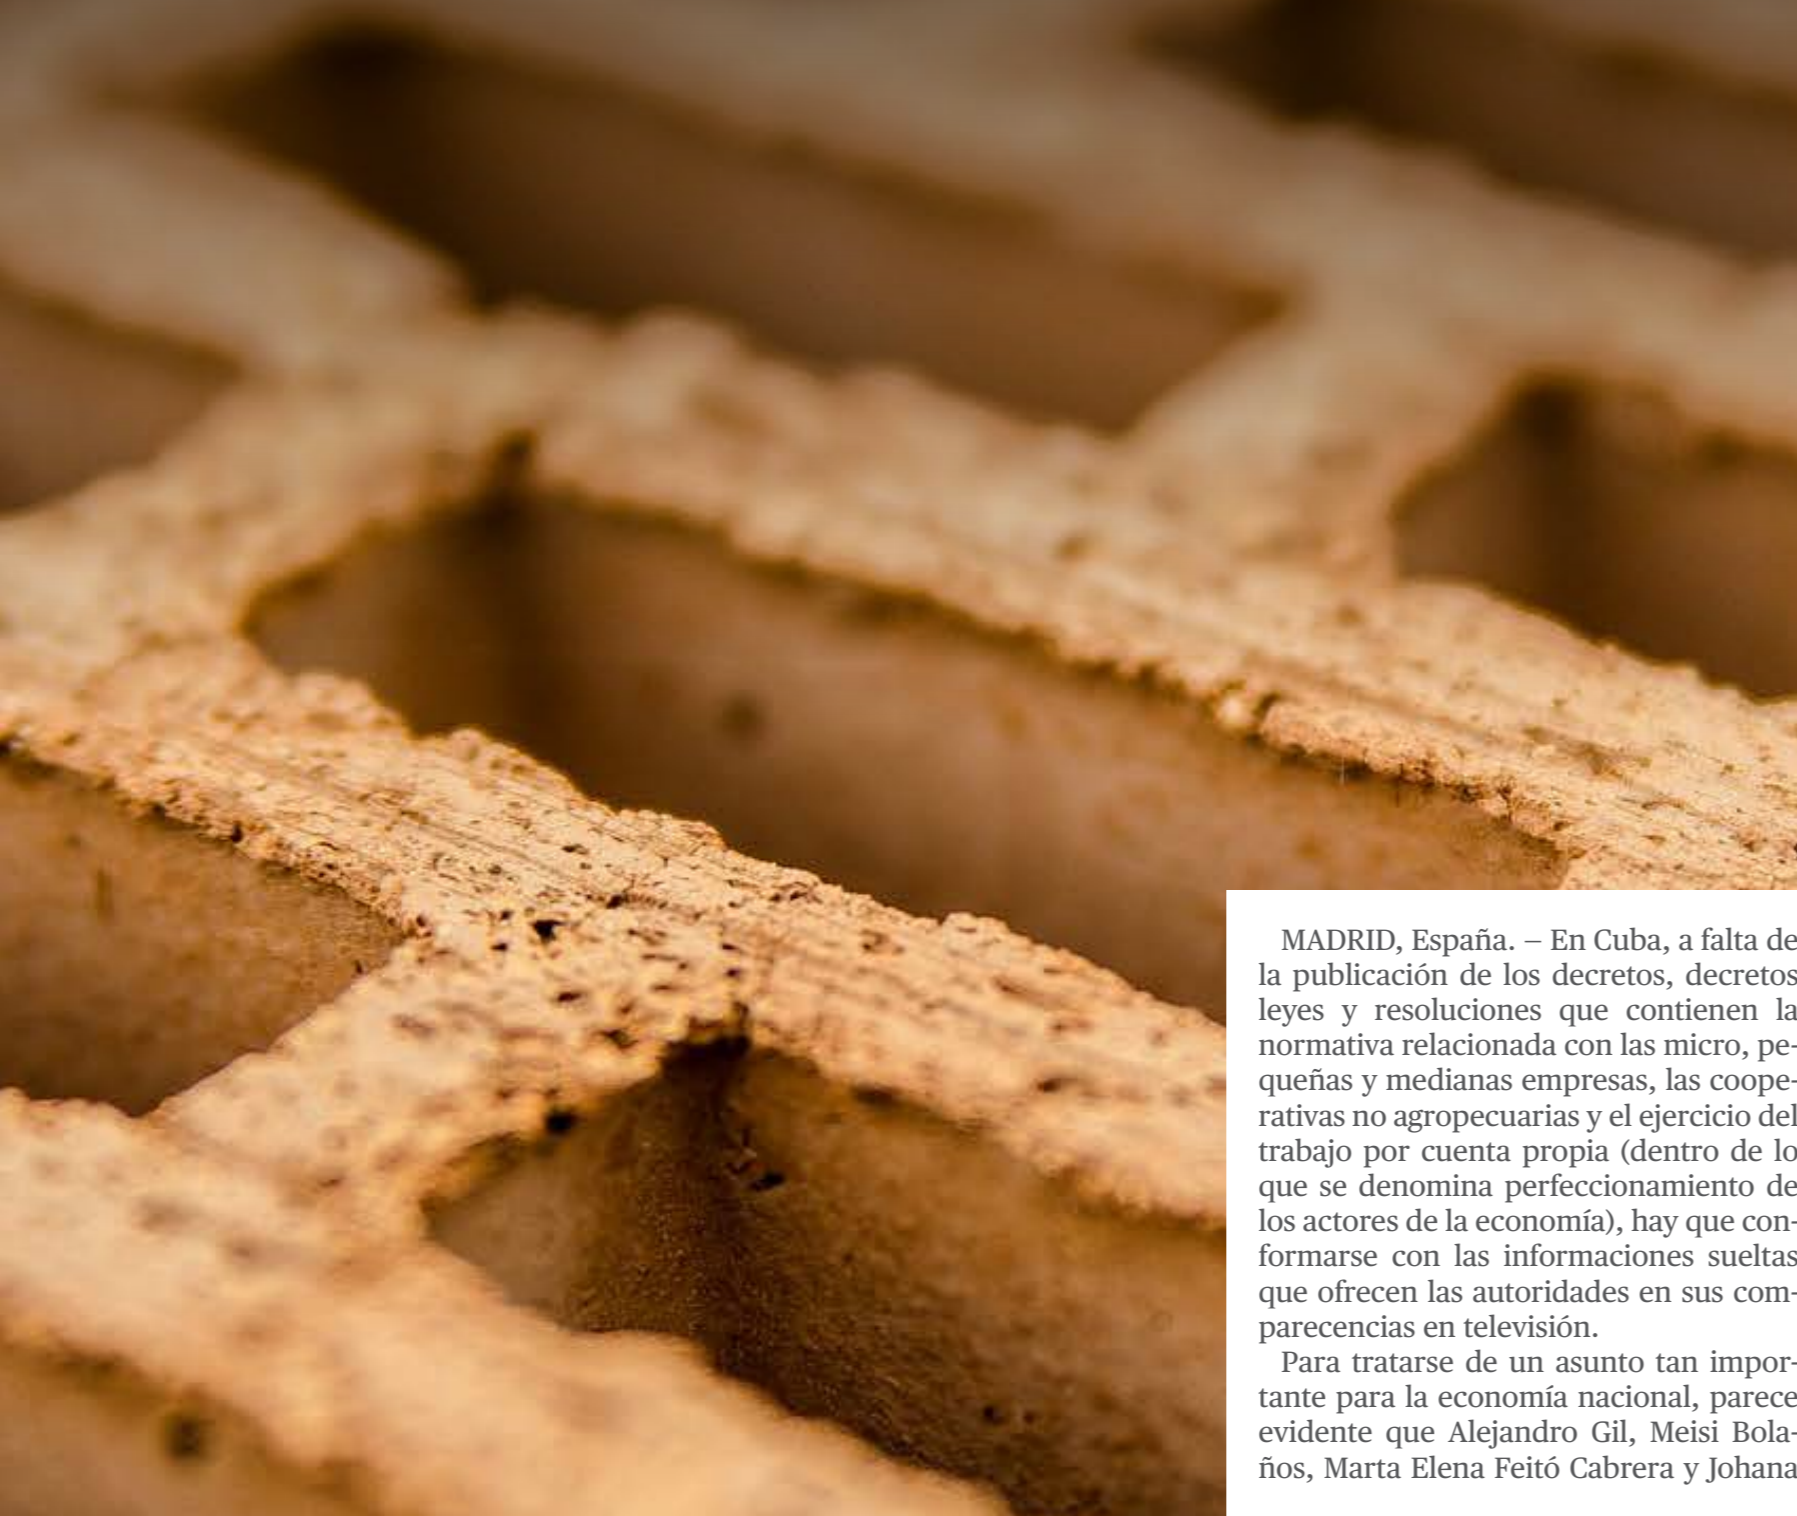 MADRID, España. – En Cuba, a falta de
la publicación de los decretos, decretos
leyes y resoluciones que contienen la
normativa relacionada con las micro, pe-
queñas y medianas empresas, las coope-
rativas no agropecuarias y el ejercicio del
trabajo por cuenta propia (dentro de lo
que se denomina perfeccionamiento de
los actores de la economía), hay que con-
formarse con las informaciones sueltas
que ofrecen las autoridades en sus com-
parecencias en televisión.
Para tratarse de un asunto tan impor-
tante para la economía nacional, parece
evidente que Alejandro Gil, Meisi Bola-
ños, Marta Elena Feitó Cabrera y Johana